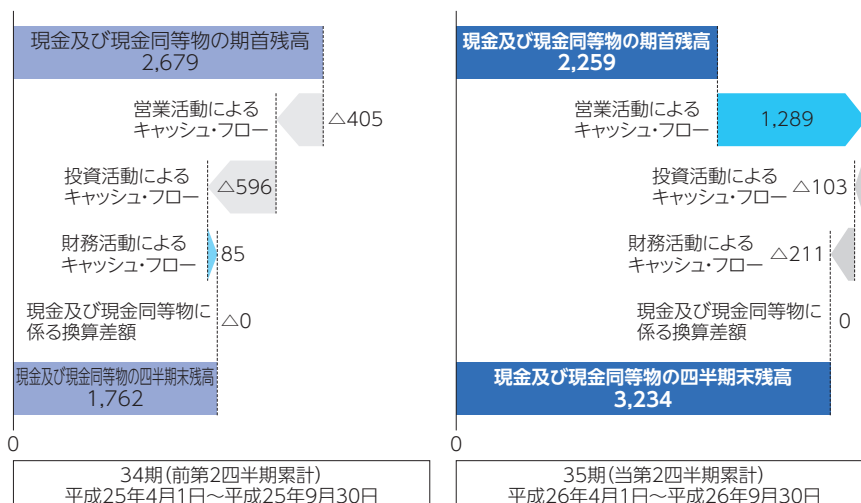 現金及び現金同等物の期首残高
2,679
営業活動による
キャッシュ・フロー
△405
投資活動による
キャッシュ・フロー
△596
財務活動による
キャッシュ・フロー
85
現金及び現金同等物に
係る換算差額
△0
現金及び現金同等物の四半期末残高
1,762
0
34期(前第2四半期累計)
平成25年4月1日～平成25年9月30日
現金及び現金同等物の期首残高
2,259
営業活動による
キャッシュ・フロー
1,289
投資活動による
キャッシュ・フロー
△103
財務活動による
キャッシュ・フロー
△211
現金及び現金同等物に
係る換算差額
0
現金及び現金同等物の四半期末残高
3,234
0
35期(当第2四半期累計)
平成26年4月1日～平成26年9月30日